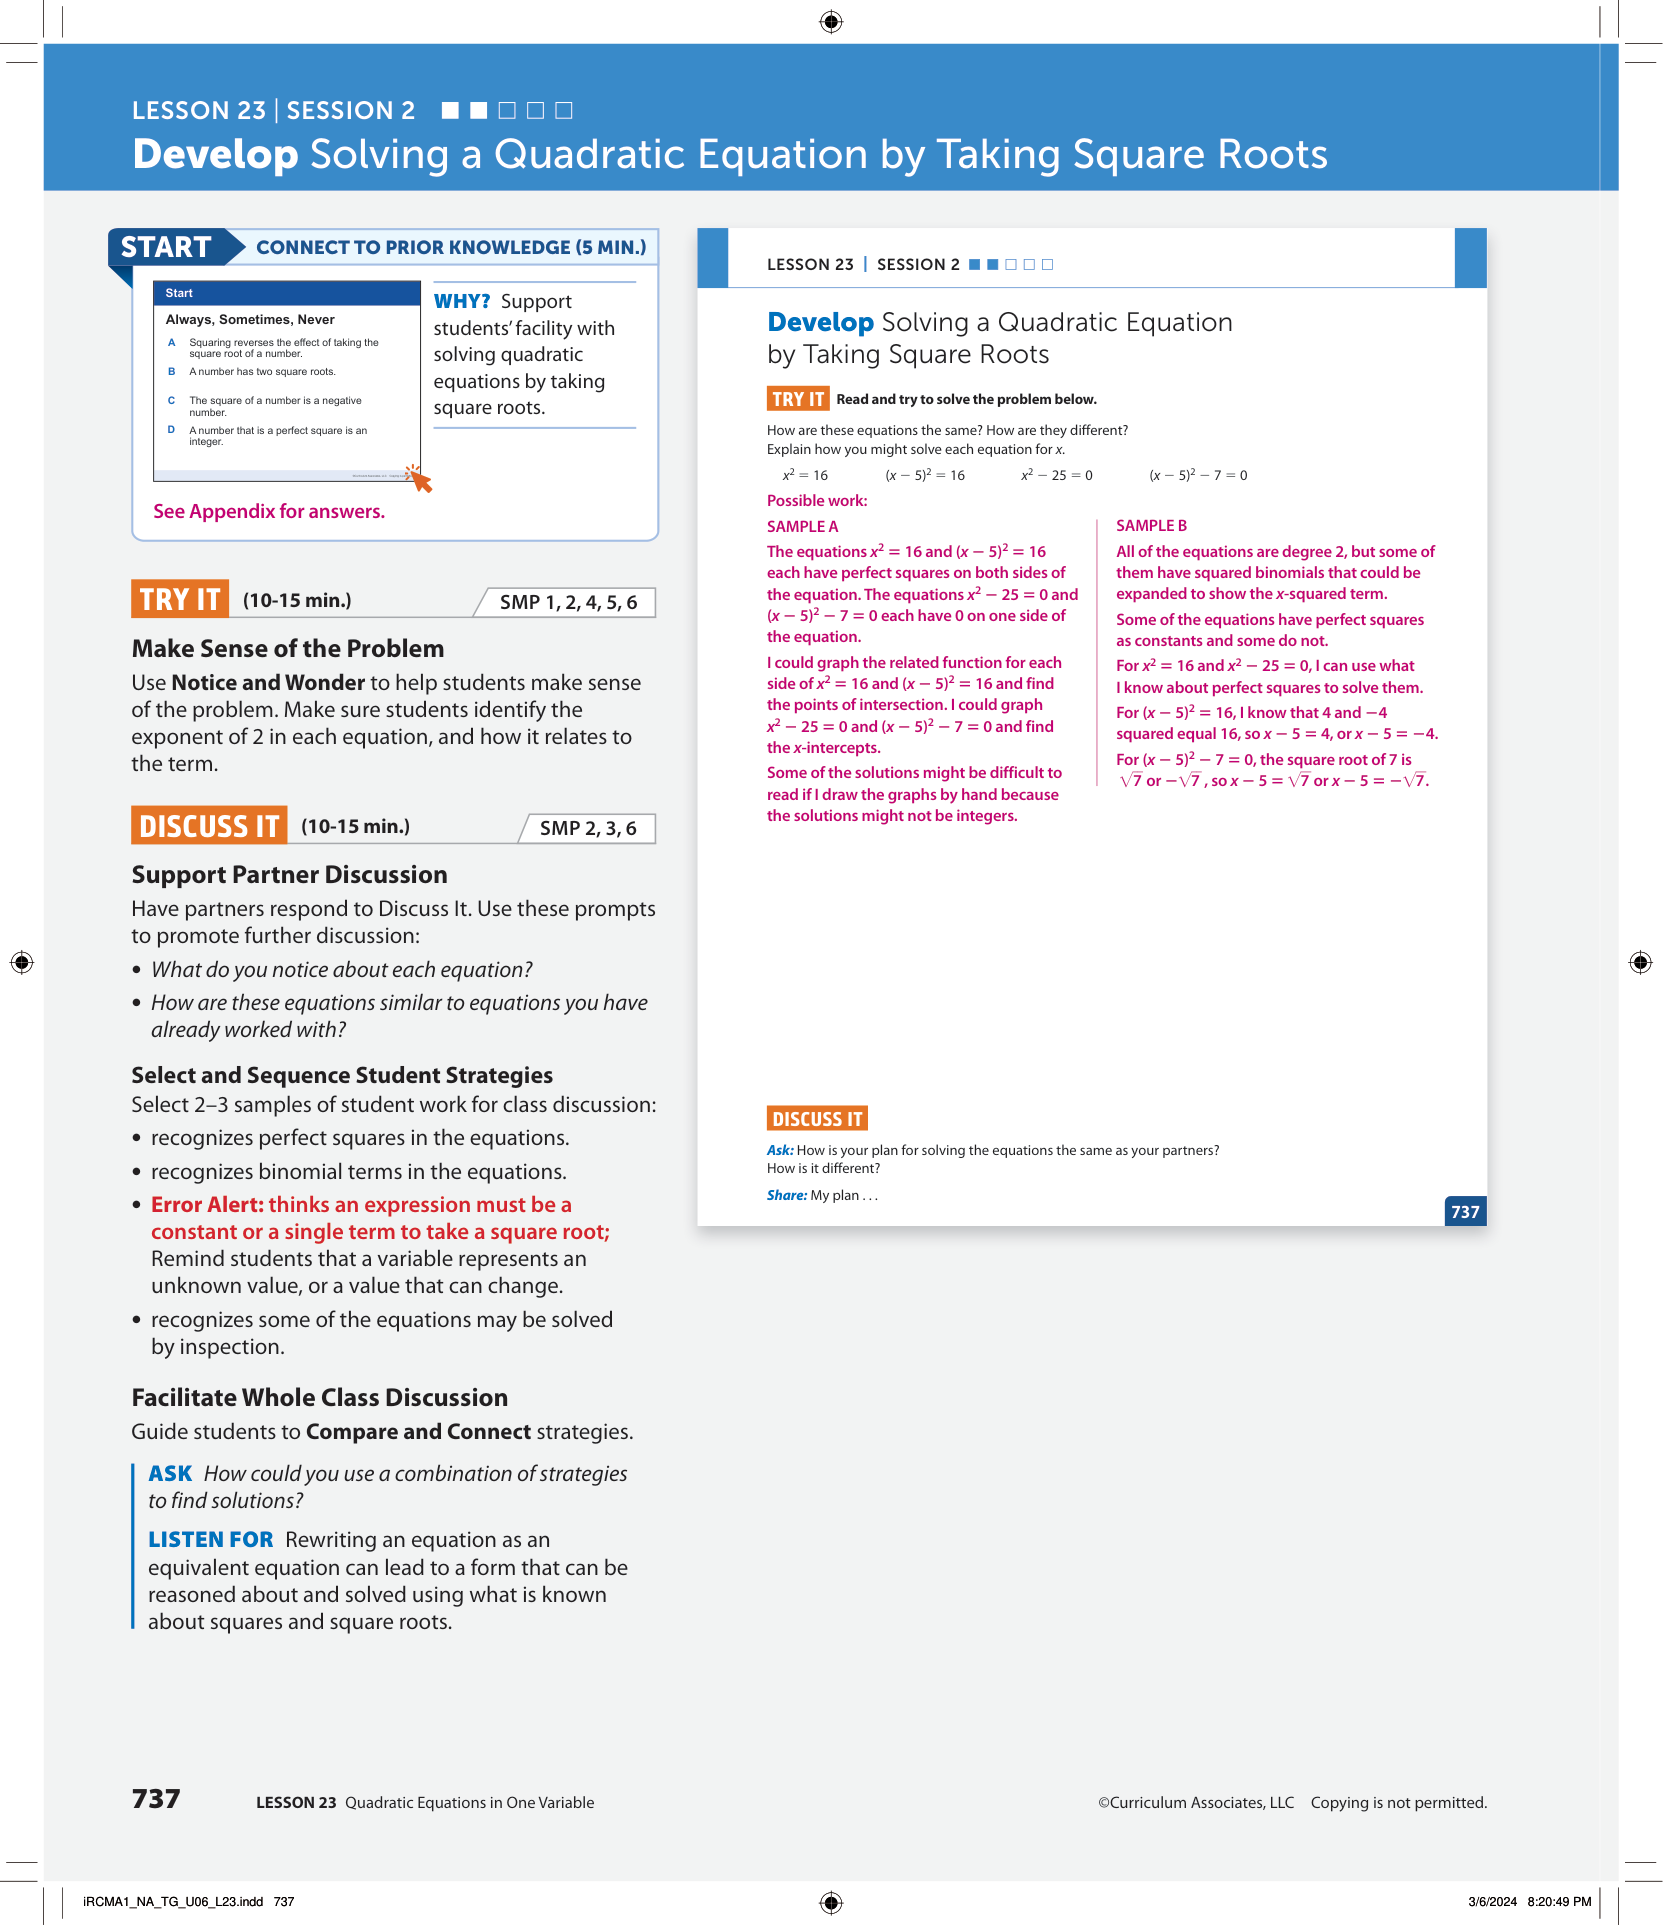 LESSON 23 | SESSION 2
Develop Solving a Quadratic Equation by Taking Square Roots
START CONNECT TO PRIOR KNOWLEDGE (5 MIN.)
Start
Always, Sometimes, Never
A Squaring reverses the effect of taking the
square root of a number.
B A number has two square roots.
C The square of a number is a negative
number.
D A number that is a perfect square is an
integer.
WHY? Support
students’ facility with
solving quadratic
equations by taking
square roots.
See Appendix for answers.
TRY IT (10-15 min.) SMP 1, 2, 4, 5, 6
Make Sense of the Problem
Use Notice and Wonder to help students make sense
of the problem. Make sure students identify the
exponent of 2 in each equation, and how it relates to
the term.
DISCUSS IT (10-15 min.) SMP 2, 3, 6
Support Partner Discussion
Have partners respond to Discuss It. Use these prompts
to promote further discussion:
• What do you notice about each equation?
• How are these equations similar to equations you have
already worked with?
Select and Sequence Student Strategies
Select 2–3 samples of student work for class discussion:
• recognizes perfect squares in the equations.
• recognizes binomial terms in the equations.
• Error Alert: thinks an expression must be a
constant or a single term to take a square root;
Remind students that a variable represents an
unknown value, or a value that can change.
• recognizes some of the equations may be solved
by inspection.
Facilitate Whole Class Discussion
Guide students to Compare and Connect strategies.
ASK How could you use a combination of strategies
to find solutions?
LISTEN FOR Rewriting an equation as an
equivalent equation can lead to a form that can be
reasoned about and solved using what is known
about squares and square roots.
LESSON 23 | SESSION 2
Develop Solving a Quadratic Equation
by Taking Square Roots
TRY IT Read and try to solve the problem below.
How are these equations the same? How are they different?
Explain how you might solve each equation for x.
x² = 16 (x − 5)² = 16 x² − 25 = 0 (x − 5)² − 7 = 0
Possible work:
SAMPLE A
The equations x² = 16 and (x − 5)² = 16
each have perfect squares on both sides of
the equation. The equations x² − 25 = 0 and
(x − 5)² − 7 = 0 each have 0 on one side of
the equation.
I could graph the related function for each
side of x² = 16 and (x − 5)² = 16 and find
the points of intersection. I could graph
x² − 25 = 0 and (x − 5)² − 7 = 0 and find
the x-intercepts.
Some of the solutions might be difficult to
read if I draw the graphs by hand because
the solutions might not be integers.
SAMPLE B
All of the equations are degree 2, but some of
them have squared binomials that could be
expanded to show the x-squared term.
Some of the equations have perfect squares
as constants and some do not.
For x² = 16 and x² − 25 = 0, I can use what
I know about perfect squares to solve them.
For (x − 5)² = 16, I know that 4 and −4
squared equal 16, so x − 5 = 4, or x − 5 = −4.
For (x − 5)² − 7 = 0, the square root of 7 is
√7 or −√7 , so x − 5 = √7 or x − 5 = −√7.
DISCUSS IT
Ask: How is your plan for solving the equations the same as your partners?
How is it different?
Share: My plan . . .
737
737 LESSON 23 Quadratic Equations in One Variable
©Curriculum Associates, LLC Copying is not permitted.
iRCMA1_NA_TG_U06_L23.indd 737
3/6/2024 8:20:49 PM